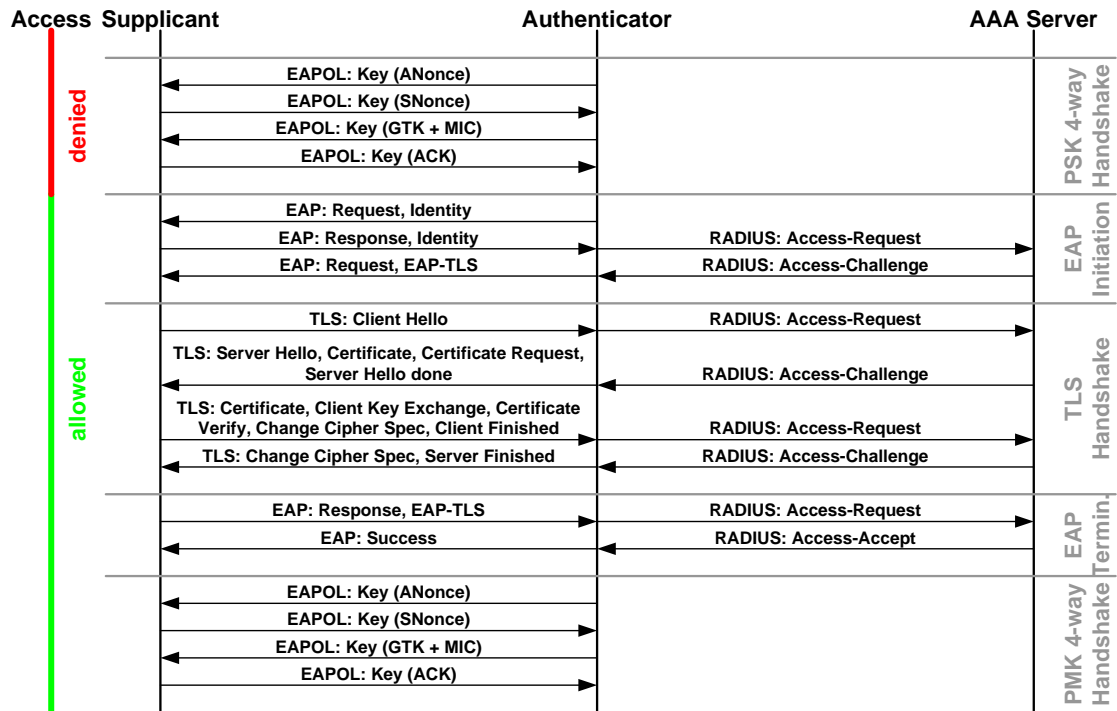 Access Supplicant Authenticator AAA Server
denied
EAPOL: Key (ANonce)
EAPOL: Key (SNonce)
EAPOL: Key (GTK + MIC)
EAPOL: Key (ACK)
PSK 4-way
Handshake
allowed
EAP: Request, Identity
EAP: Response, Identity RADIUS: Access-Request
EAP: Request, EAP-TLS RADIUS: Access-Challenge
EAP
Initiation
TLS: Client Hello RADIUS: Access-Request
TLS: Server Hello, Certificate, Certificate Request,
Server Hello done RADIUS: Access-Challenge
TLS: Certificate, Client Key Exchange, Certificate
Verify, Change Cipher Spec, Client Finished RADIUS: Access-Request
TLS: Change Cipher Spec, Server Finished RADIUS: Access-Challenge
TLS
Handshake
EAP: Response, EAP-TLS RADIUS: Access-Request
EAP: Success RADIUS: Access-Accept
EAP
Termin.
EAPOL: Key (ANonce)
EAPOL: Key (SNonce)
EAPOL: Key (GTK + MIC)
EAPOL: Key (ACK)
PMK 4-way
Handshake